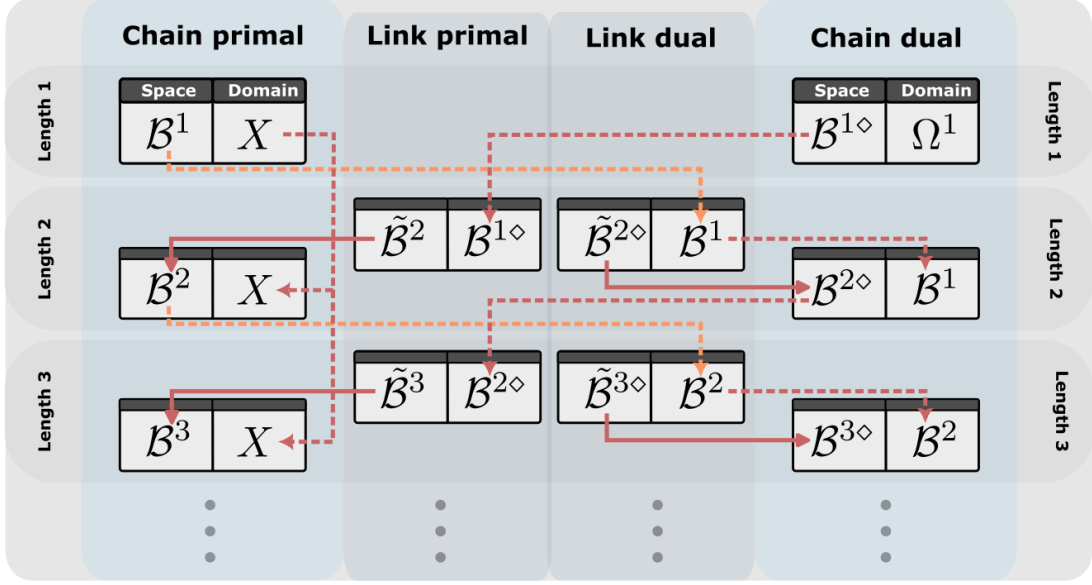 Chain primal Link primal Link dual Chain dual
Length 1 Space Domain Space Domain Length 1
ℬ¹ X ℬ¹⋄ Ω¹
Length 2 ℬ̃² ℬ¹⋄ ℬ̃²⋄ ℬ¹ Length 2
ℬ² X ℬ²⋄ ℬ¹
Length 3 ℬ̃³ ℬ²⋄ ℬ̃³⋄ ℬ² Length 3
ℬ³ X ℬ³⋄ ℬ²